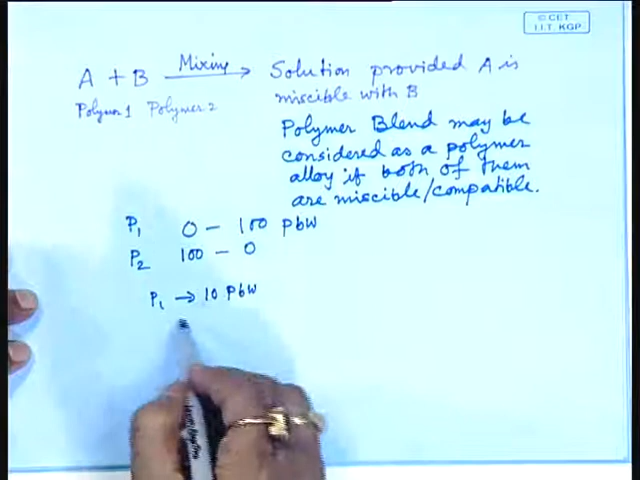 © CET
I.I.T. KGP
A + B Mixing → Solution provided A is
miscible with B
Polymer 1 Polymer 2
Polymer Blend may be
considered as a polymer
alloy if both of them
are miscible/compatible.
P1 0 – 100 pbw
P2 100 – 0
P1 → 10 pbw